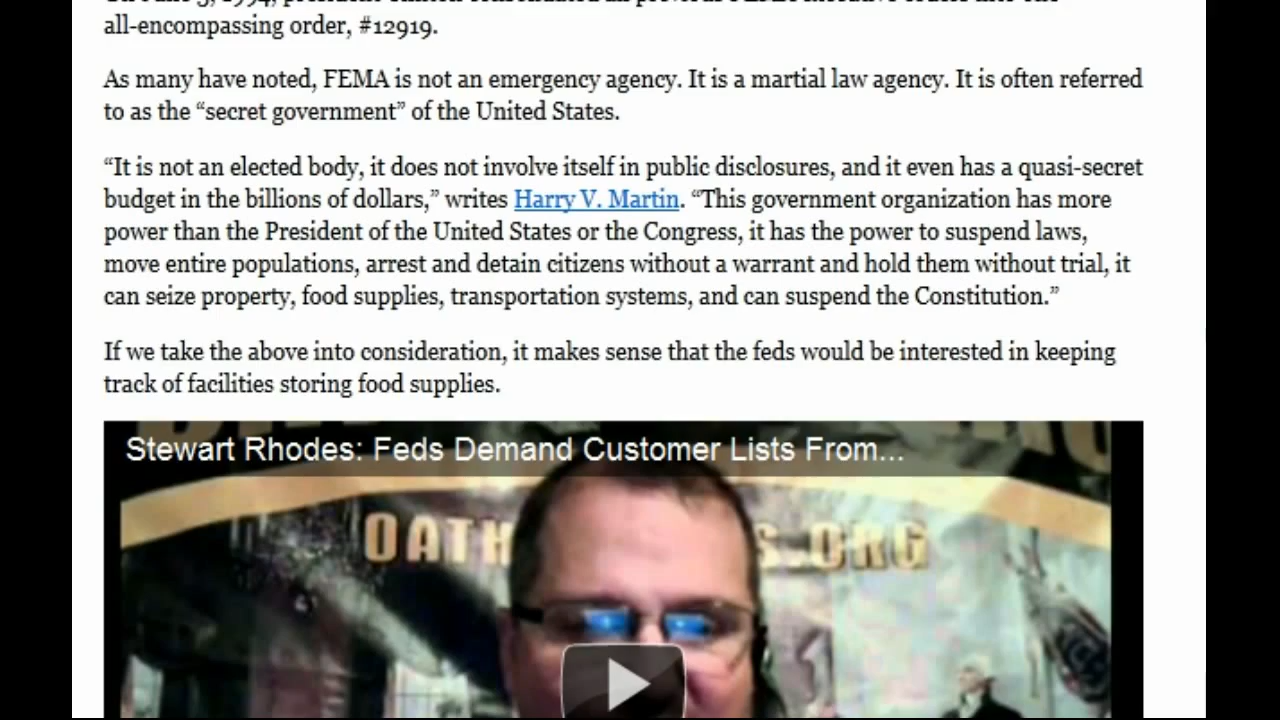 all-encompassing order, #12919.
As many have noted, FEMA is not an emergency agency. It is a martial law agency. It is often referred
to as the “secret government” of the United States.
“It is not an elected body, it does not involve itself in public disclosures, and it even has a quasi-secret
budget in the billions of dollars,” writes Harry V. Martin. “This government organization has more
power than the President of the United States or the Congress, it has the power to suspend laws,
move entire populations, arrest and detain citizens without a warrant and hold them without trial, it
can seize property, food supplies, transportation systems, and can suspend the Constitution.”
If we take the above into consideration, it makes sense that the feds would be interested in keeping
track of facilities storing food supplies.
Stewart Rhodes: Feds Demand Customer Lists From...
OATH S.ORG